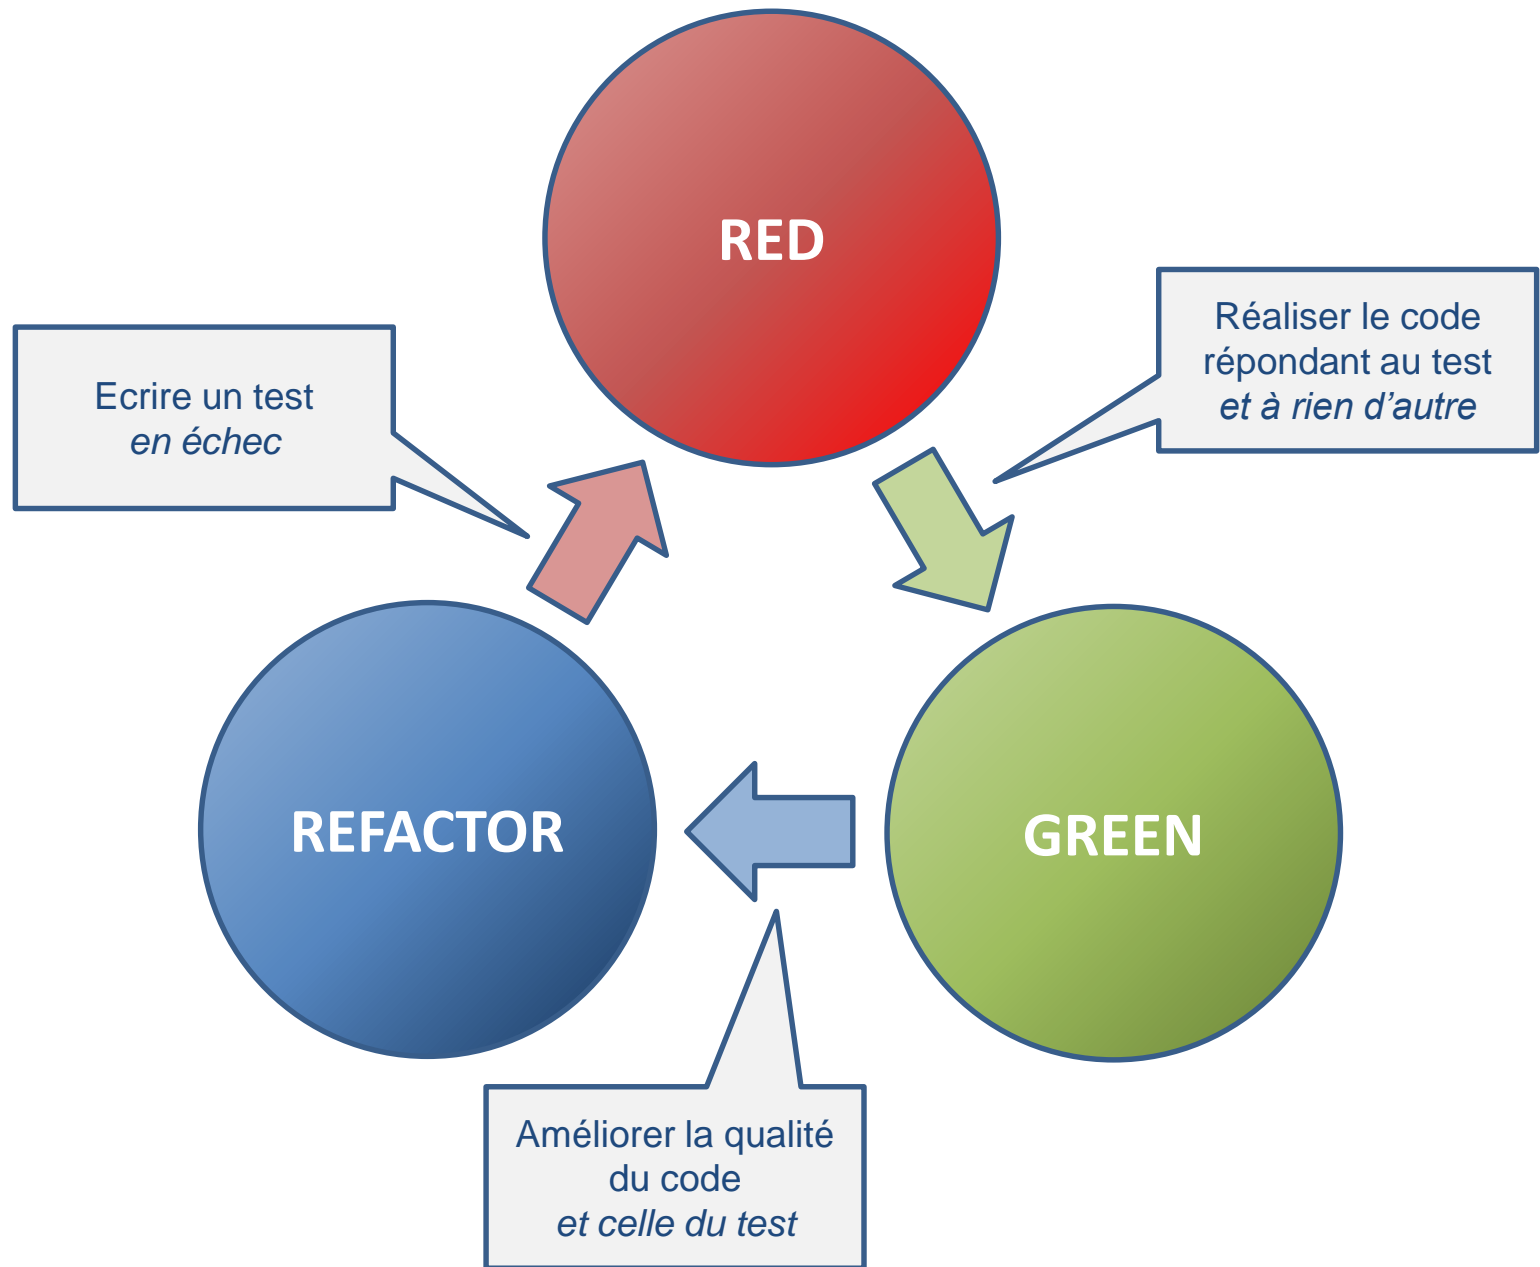 RED
Réaliser le code
répondant au test
et à rien d’autre
Ecrire un test
en échec
REFACTOR
GREEN
Améliorer la qualité
du code
et celle du test